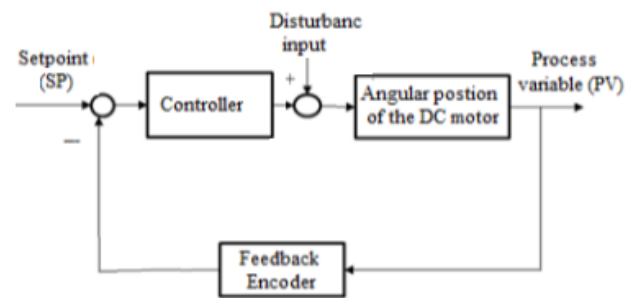 Disturbanc
input
Setpoint
(SP)
Process
variable (PV)
+
Controller
Angular postion
of the DC motor
—
Feedback
Encoder